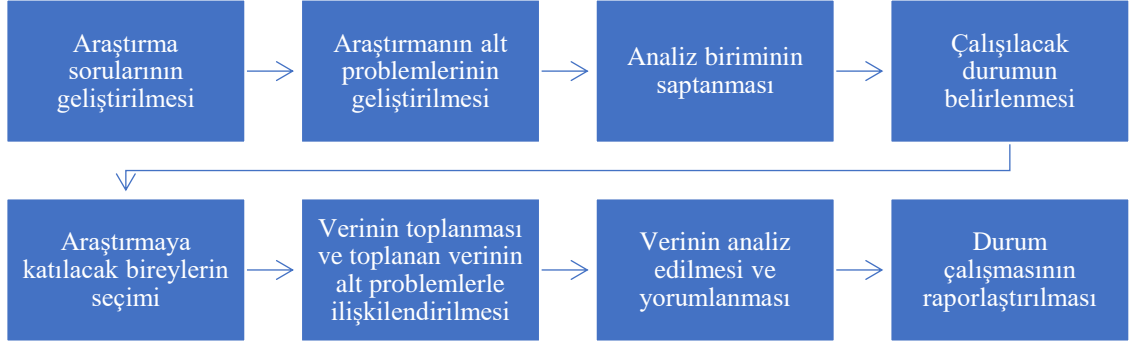 Araştırma
sorularının
geliştirilmesi
Araştırmanın alt
problemlerinin
geliştirilmesi
Analiz biriminin
saptanması
Çalışılacak
durumun
belirlenmesi
Araştırmaya
katılacak bireylerin
seçimi
Verinin toplanması
ve toplanan verinin
alt problemlerle
ilişkilendirilmesi
Verinin analiz
edilmesi ve
yorumlanması
Durum
çalışmasının
raporlaştırılması